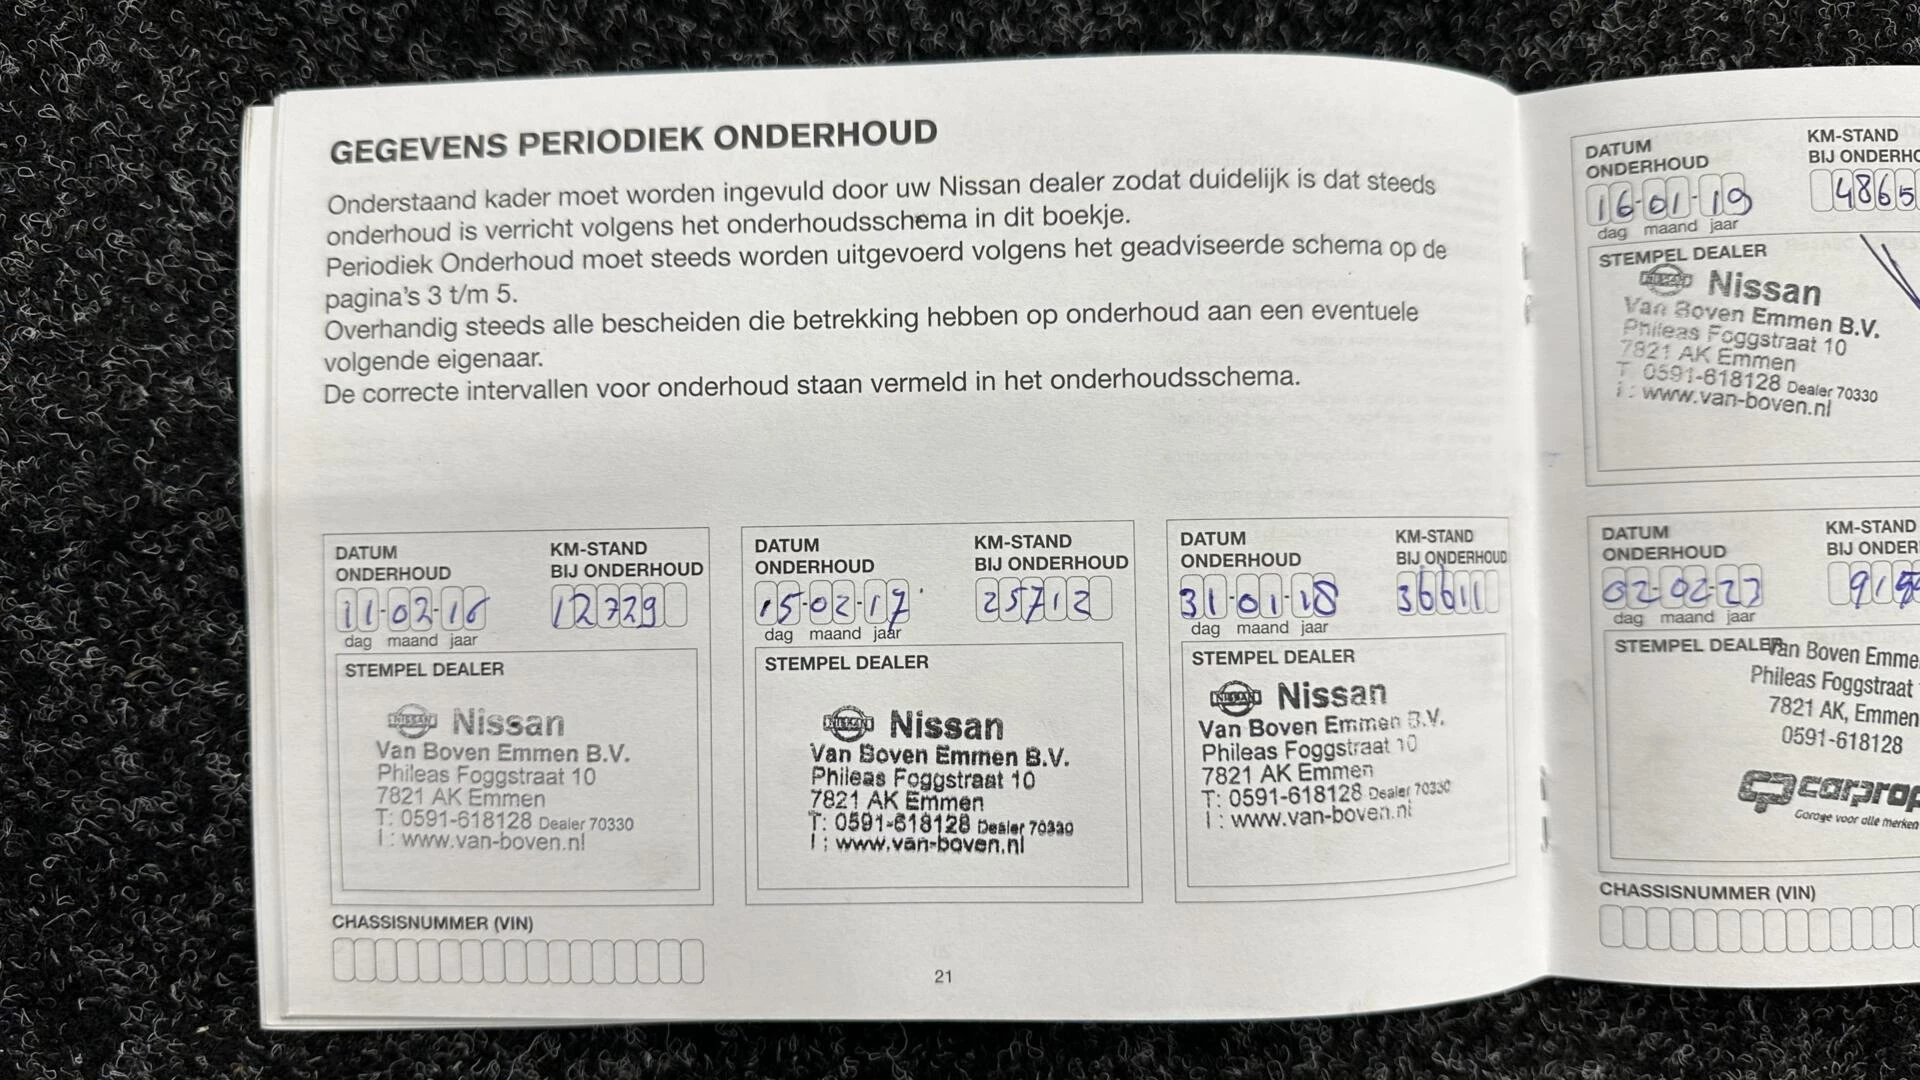 GEGEVENS PERIODIEK ONDERHOUD
Onderstaand kader moet worden ingevuld door uw Nissan dealer zodat duidelijk is dat steeds
onderhoud is verricht volgens het onderhoudsschema in dit boekje.
Periodiek Onderhoud moet steeds worden uitgevoerd volgens het geadviseerde schema op de
pagina's 3 t/m 5.
Overhandig steeds alle bescheiden die betrekking hebben op onderhoud aan een eventuele
volgende eigenaar.
De correcte intervallen voor onderhoud staan vermeld in het onderhoudsschema.
DATUM
ONDERHOUD
KM-STAND
BIJ ONDERHOUD
11-02-16
12729
dag maand jaar
STEMPEL DEALER
NISSAN Nissan
Van Boven Emmen B.V.
Phileas Foggstraat 10
7821 AK Emmen
T: 0591-618128 Dealer 70330
I : www.van-boven.nl
CHASSISNUMMER (VIN)
DATUM
ONDERHOUD
KM-STAND
BIJ ONDERHOUD
15-02-17
25712
dag maand jaar
STEMPEL DEALER
NISSAN Nissan
Van Boven Emmen B.V.
Phileas Foggstraat 10
7821 AK Emmen
T: 0591-618128 Dealer 70330
I : www.van-boven.nl
DATUM
ONDERHOUD
KM-STAND
BIJ ONDERHOUD
31-01-18
36611
dag maand jaar
STEMPEL DEALER
NISSAN Nissan
Van Boven Emmen B.V.
Phileas Foggstraat 10
7821 AK Emmen
T: 0591-618128 Dealer 70330
I : www.van-boven.nl
21
DATUM
ONDERHOUD
KM-STAND
BIJ ONDERHO
16-01-19
4865
dag maand jaar
STEMPEL DEALER
NISSAN Nissan
Van Boven Emmen B.V.
Phileas Foggstraat 10
7821 AK Emmen
T: 0591-618128 Dealer 70330
I : www.van-boven.nl
DATUM
ONDERHOUD
KM-STAND
BIJ ONDER
02-02-23
dag maand jaar
STEMPEL DEALER
Van Boven Emme
Phileas Foggstraat
7821 AK, Emmen
0591-618128
carprof
Garage voor alle merken
CHASSISNUMMER (VIN)